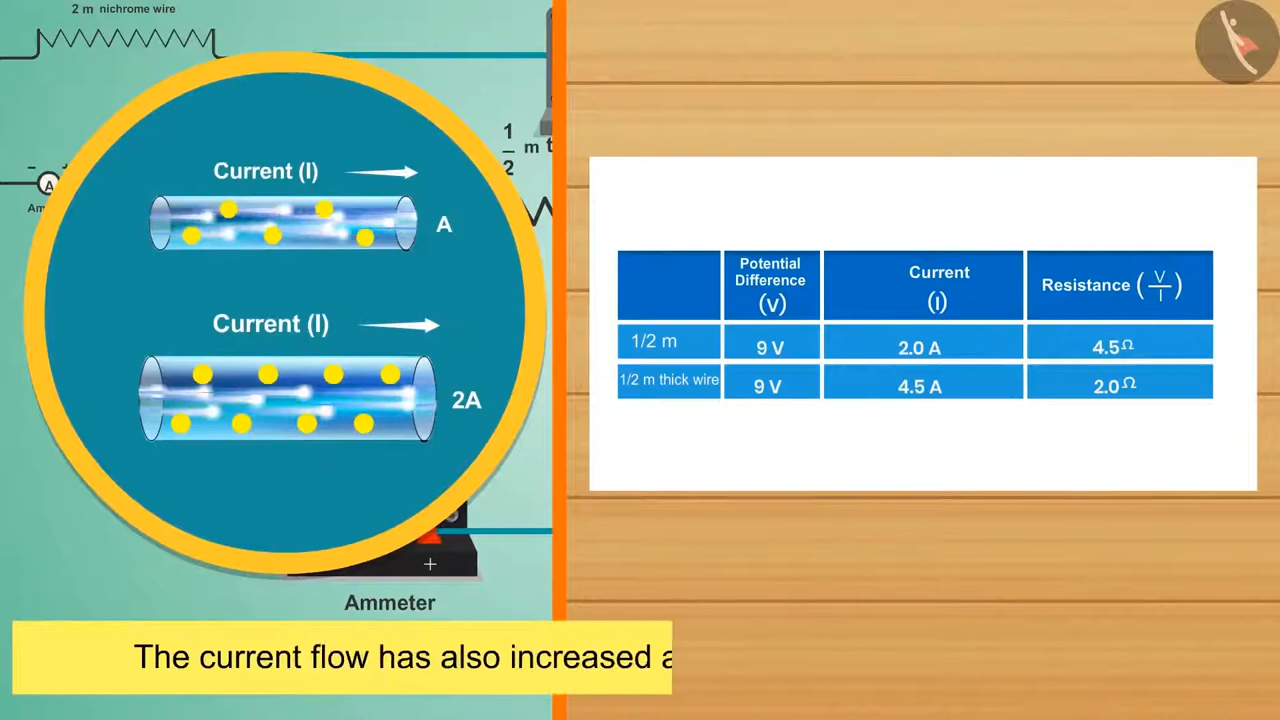 2 m nichrome wire
A
1
2
m
Current (I)
A
Current (I)
2A
+
Ammeter
Potential
Difference
(V)
Current
(I)
Resistance (V/I)
1/2 m
9 V
2.0 A
4.5Ω
1/2 m thick wire
9 V
4.5 A
2.0Ω
The current flow has also increased